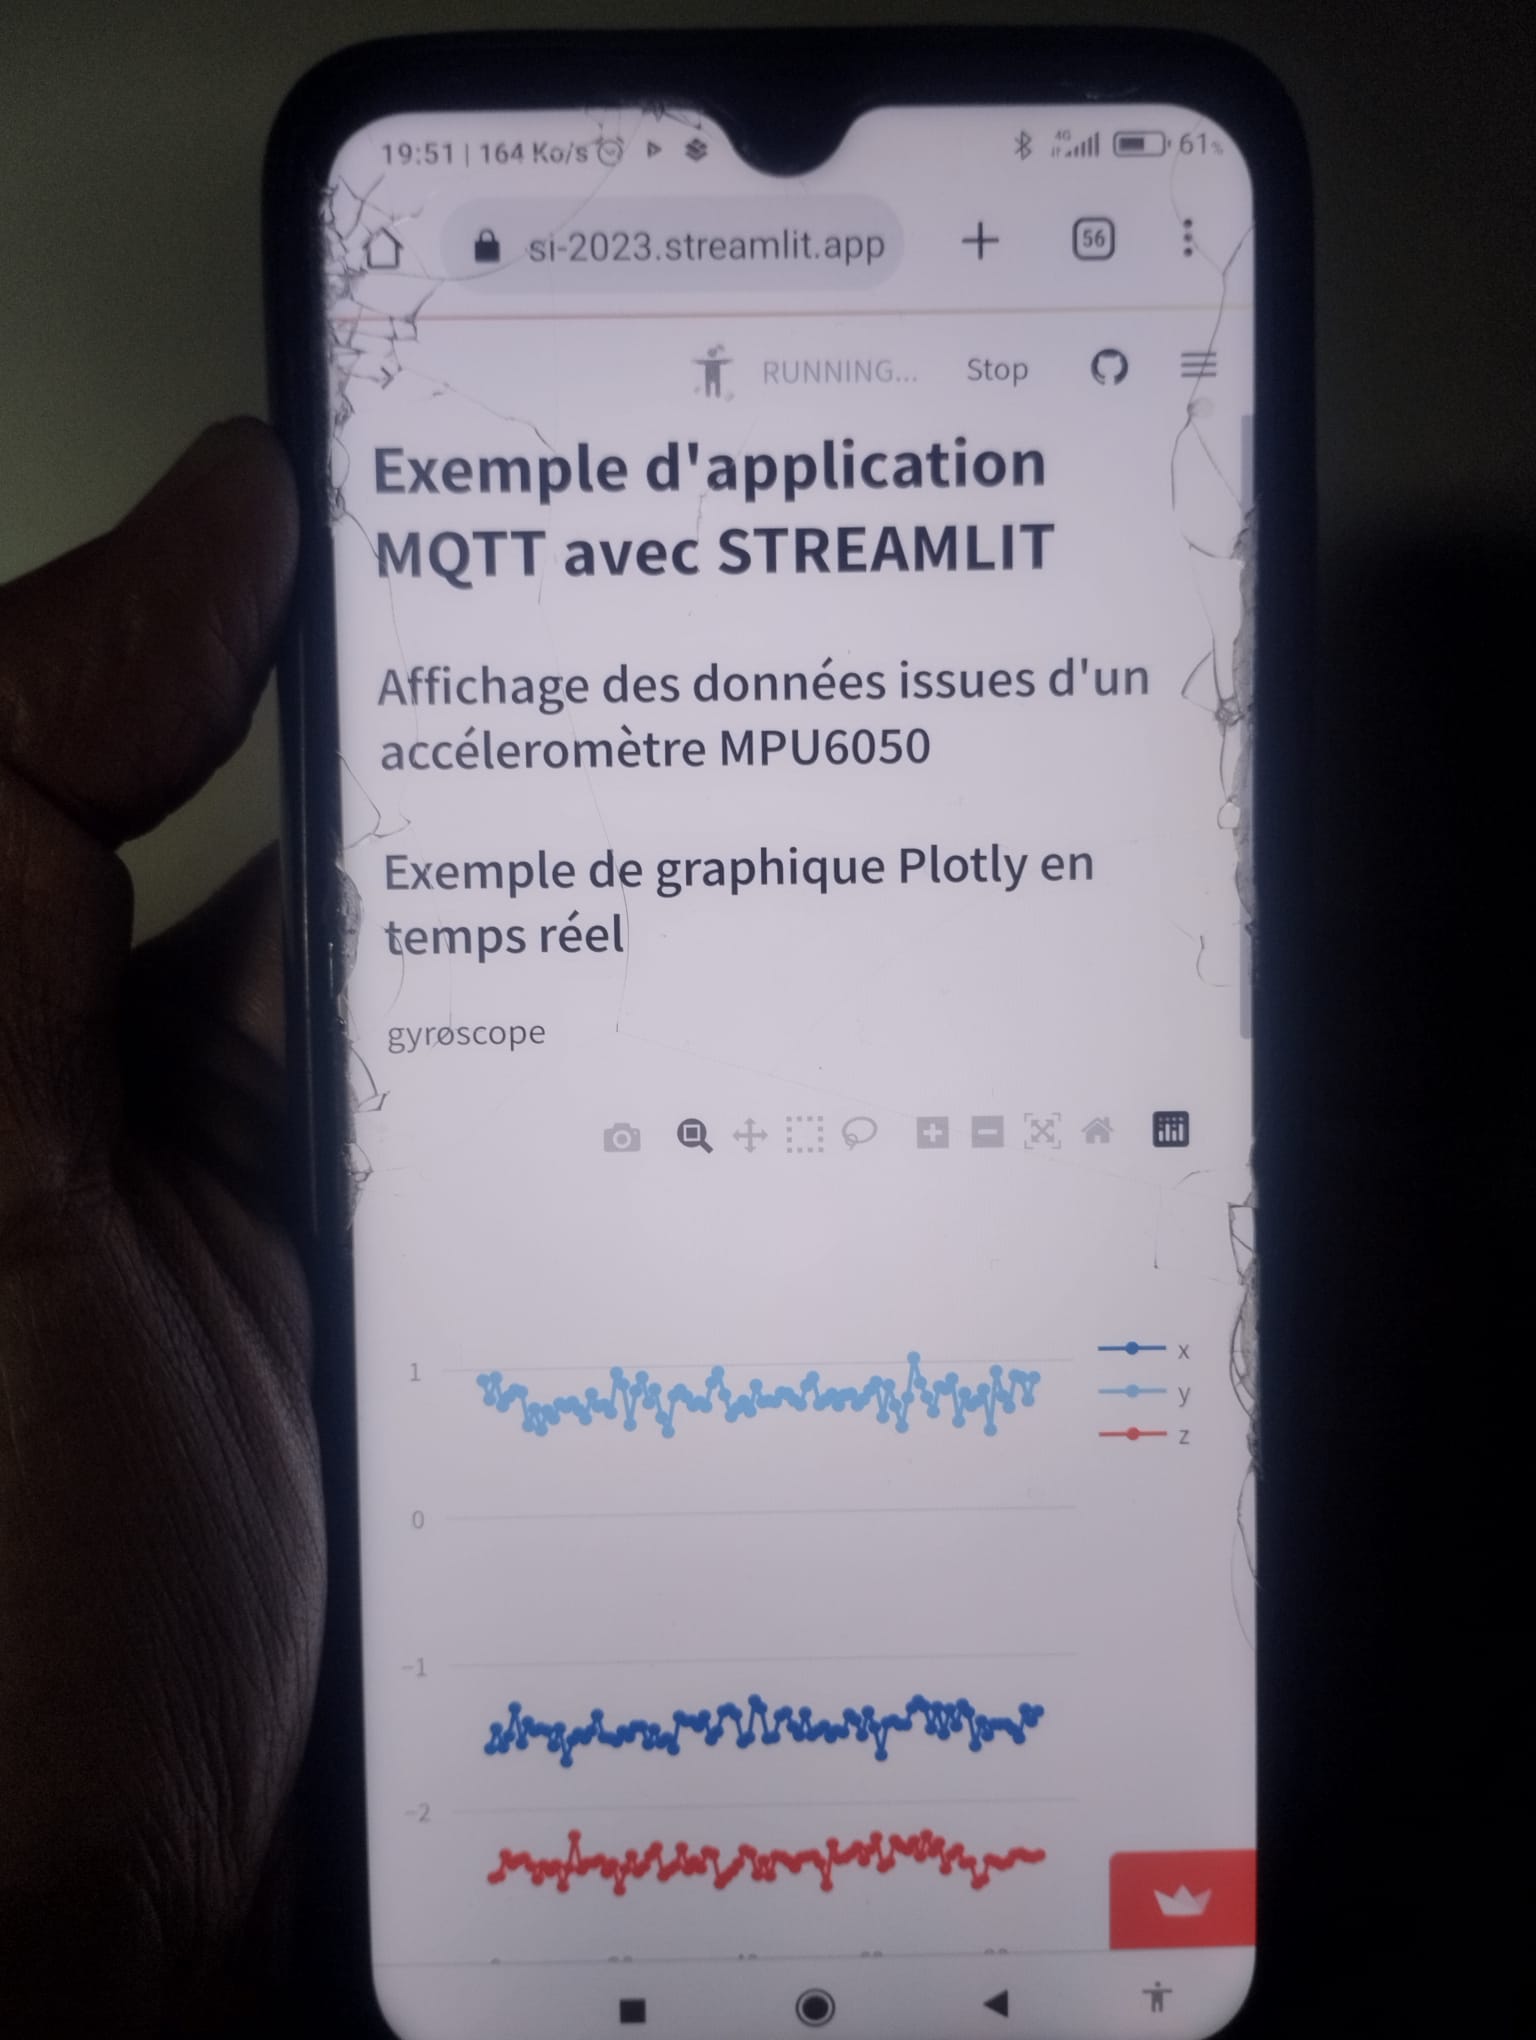 19:51 | 164 Ko/s
4G
61%
si-2023.streamlit.app
56
RUNNING...
Stop
Exemple d'application
MQTT avec STREAMLIT
Affichage des données issues d'un
accéleromètre MPU6050
Exemple de graphique Plotly en
temps réel
gyroscope
1
x
y
z
0
−1
−2